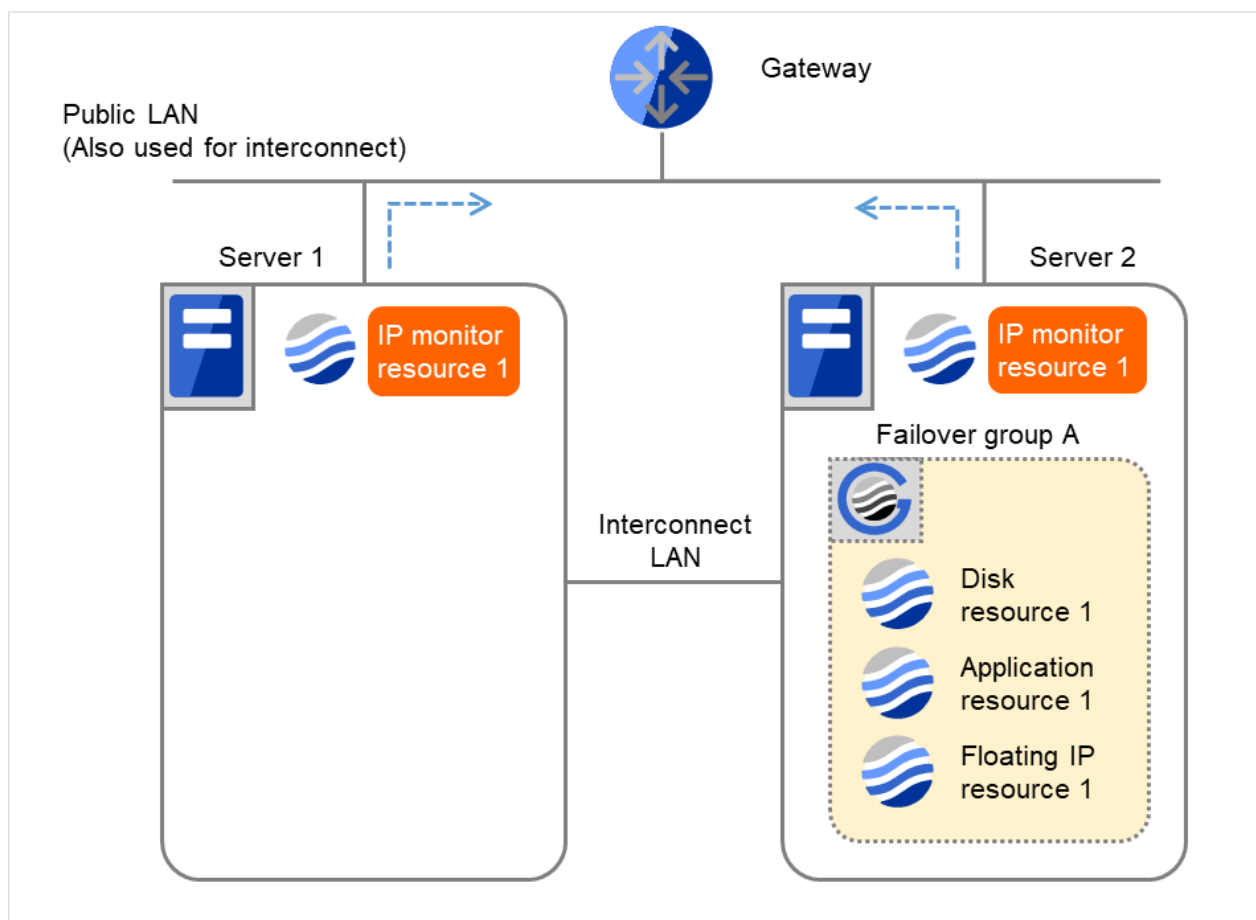 Gateway
Public LAN
(Also used for interconnect)
Server 1
Server 2
IP monitor
resource 1
IP monitor
resource 1
Failover group A
Interconnect
LAN
Disk
resource 1
Application
resource 1
Floating IP
resource 1